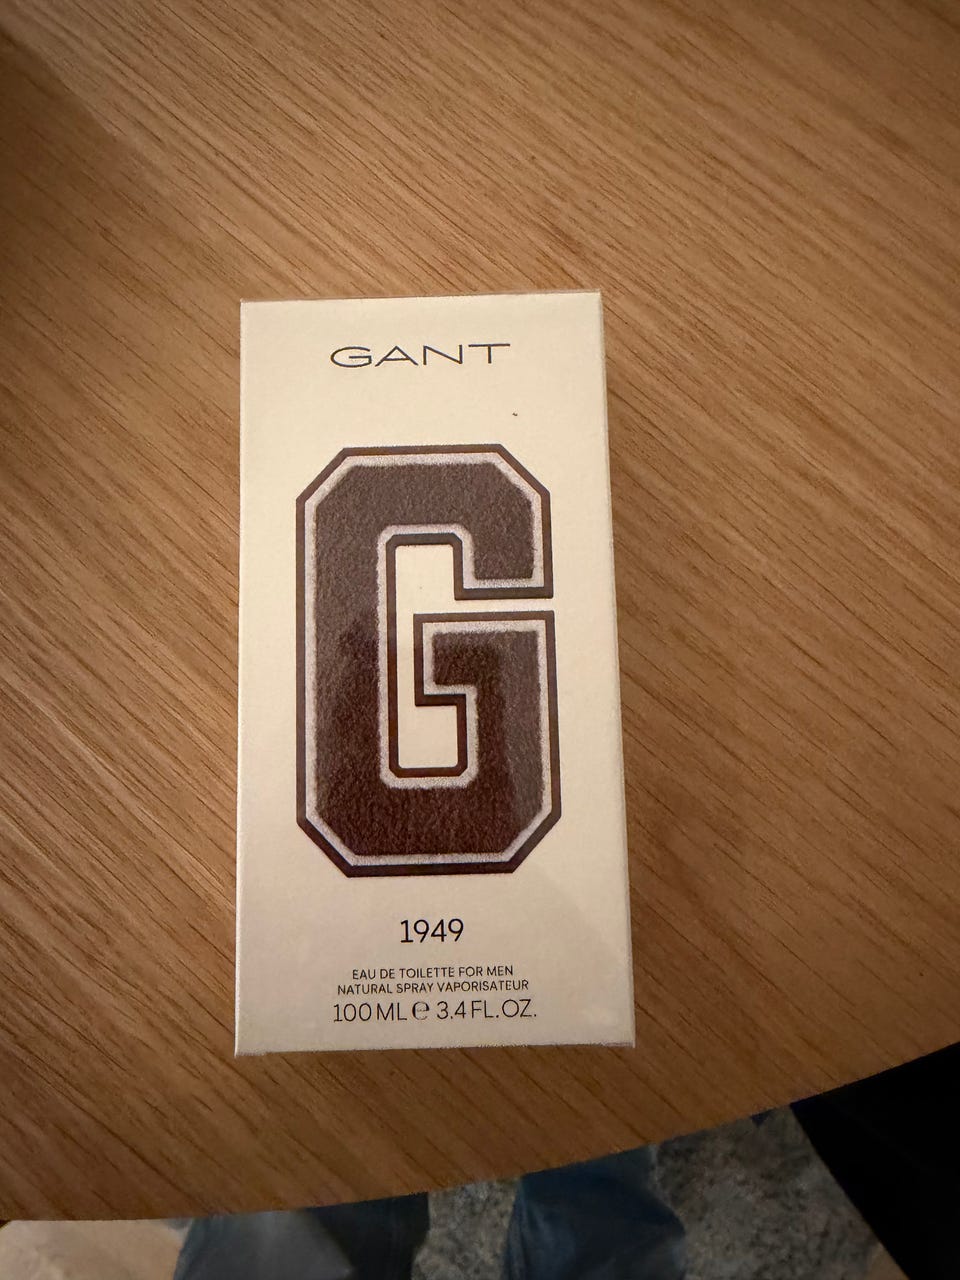 GANT
G
1949
EAU DE TOILETTE FOR MEN
NATURAL SPRAY VAPORISATEUR
100 ML ℮ 3.4 FL. OZ.